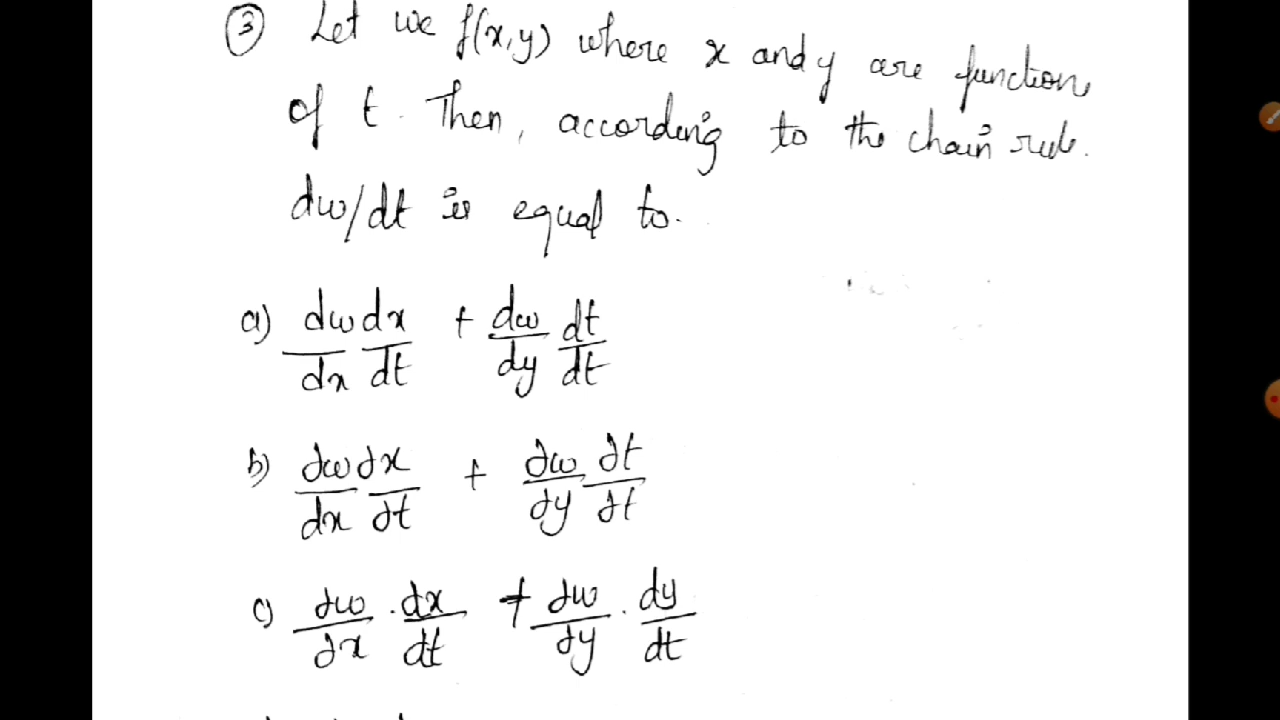 ③ Let we f(x,y) where x and y are function
of t. Then, according to the chain rule.
dw/dt is equal to.
a) dw/dx dx/dt + dw/dy dt/dt
b) ∂w/dx ∂x/∂t + ∂w/∂y ∂t/∂t
c) ∂w/∂x . dx/dt + ∂w/∂y . dy/dt